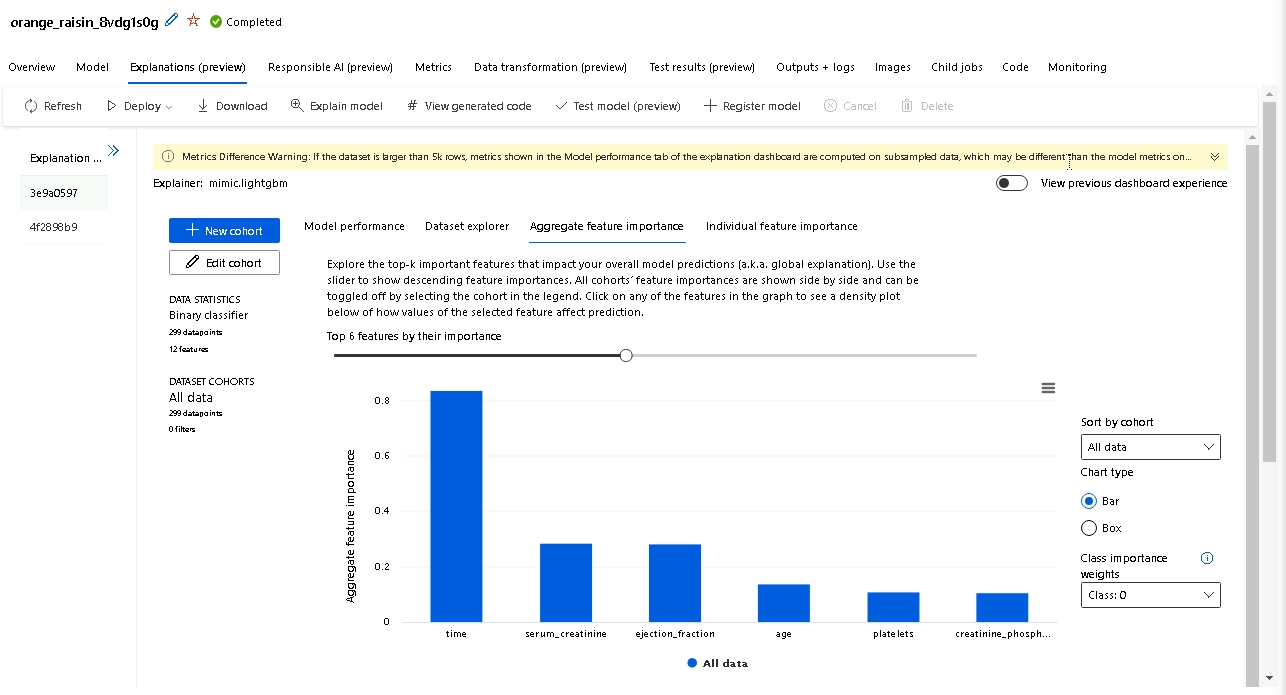 orange_raisin_8vdg1s0g Completed
Overview Model Explanations (preview) Responsible AI (preview) Metrics Data transformation (preview) Test results (preview) Outputs + logs Images Child jobs Code Monitoring
Refresh Deploy Download Explain model View generated code Test model (preview) Register model Cancel Delete
Explanation ...
3e9a0597
4f2898b9
Metrics Difference Warning: If the dataset is larger than 5k rows, metrics shown in the Model performance tab of the explanation dashboard are computed on subsampled data, which may be different than the model metrics on...
Explainer: mimic.lightgbm
View previous dashboard experience
New cohort
Edit cohort
DATA STATISTICS
Binary classifier
299 datapoints
12 features
DATASET COHORTS
All data
299 datapoints
0 filters
Model performance Dataset explorer Aggregate feature importance Individual feature importance
Explore the top-k important features that impact your overall model predictions (a.k.a. global explanation). Use the
slider to show descending feature importances. All cohorts' feature importances are shown side by side and can be
toggled off by selecting the cohort in the legend. Click on any of the features in the graph to see a density plot
below of how values of the selected feature affect prediction.
Top 6 features by their importance
Aggregate feature importance
0.8
0.6
0.4
0.2
0
time serum_creatinine ejection_fraction age platelets creatinine_phosph...
All data
Sort by cohort
All data
Chart type
Bar
Box
Class importance
weights
Class: 0